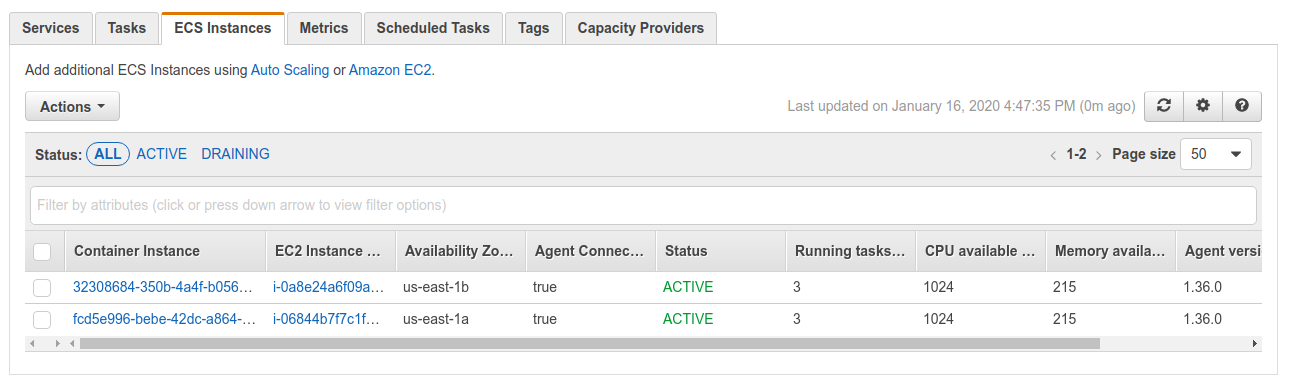 Services Tasks ECS Instances Metrics Scheduled Tasks Tags Capacity Providers
Add additional ECS Instances using Auto Scaling or Amazon EC2.
Actions Last updated on January 16, 2020 4:47:35 PM (0m ago)
Status: ALL ACTIVE DRAINING 1-2 Page size 50
Filter by attributes (click or press down arrow to view filter options)
Container Instance EC2 Instance ... Availability Zo... Agent Connec... Status Running tasks... CPU available ... Memory availa... Agent versi
32308684-350b-4a4f-b056... i-0a8e24a6f09a... us-east-1b true ACTIVE 3 1024 215 1.36.0
fcd5e996-bebe-42dc-a864-... i-06844b7f7c1f... us-east-1a true ACTIVE 3 1024 215 1.36.0